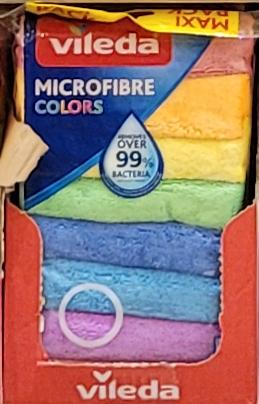 MAXI
PACK
vileda
MICROFIBRE
COLORS
REMOVES
OVER
99%
BACTERIA
vileda